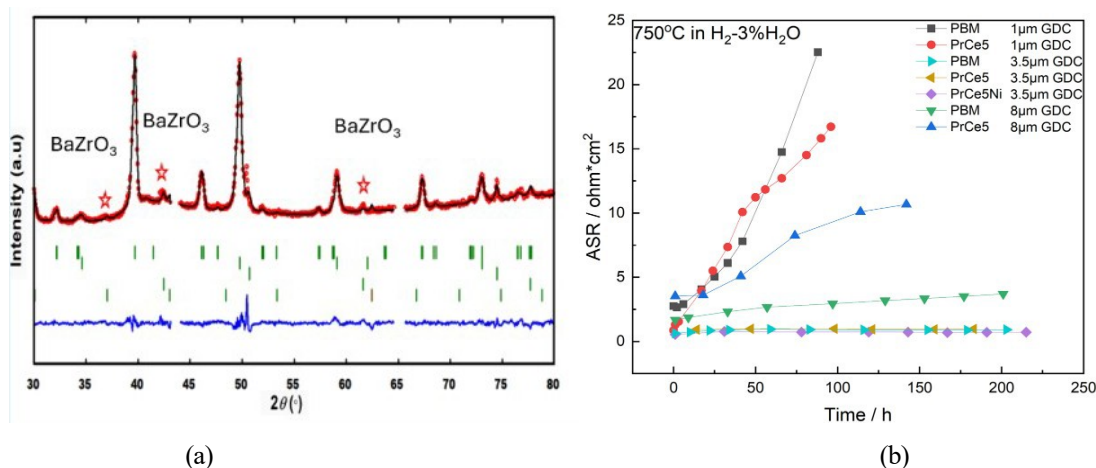 BaZrO₃
BaZrO₃
BaZrO₃
Intensity (a.u)
30 35 40 45 50 55 60 65 70 75 80
2θ(◦)
(a)
750°C in H₂-3%H₂O
PBM 1μm GDC
PrCe5 1μm GDC
PBM 3.5μm GDC
PrCe5 3.5μm GDC
PrCe5Ni 3.5μm GDC
PBM 8μm GDC
PrCe5 8μm GDC
25
20
15
10
5
0
ASR / ohm*cm²
0 50 100 150 200 250
Time / h
(b)